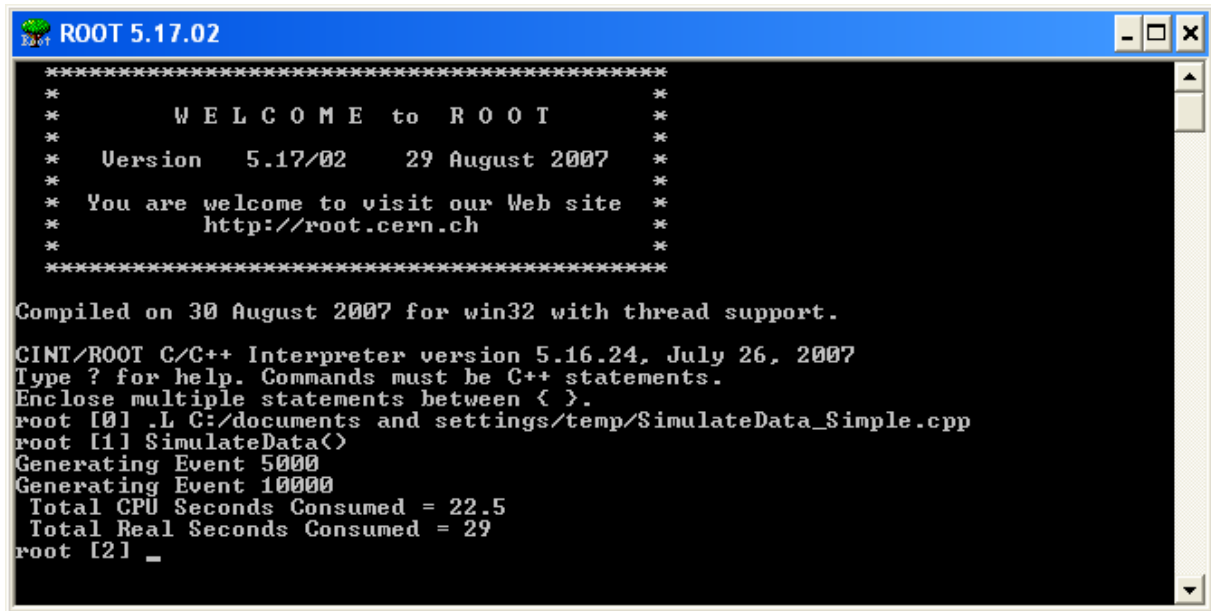 ROOT 5.17.02
*******************************************
* *
* W E L C O M E to R O O T *
* *
* Version 5.17/02 29 August 2007 *
* *
* You are welcome to visit our Web site *
* http://root.cern.ch *
* *
*******************************************
Compiled on 30 August 2007 for win32 with thread support.
CINT/ROOT C/C++ Interpreter version 5.16.24, July 26, 2007
Type ? for help. Commands must be C++ statements.
Enclose multiple statements between { }.
root [0] .L C:/documents and settings/temp/SimulateData_Simple.cpp
root [1] SimulateData()
Generating Event 5000
Generating Event 10000
Total CPU Seconds Consumed = 22.5
Total Real Seconds Consumed = 29
root [2] _